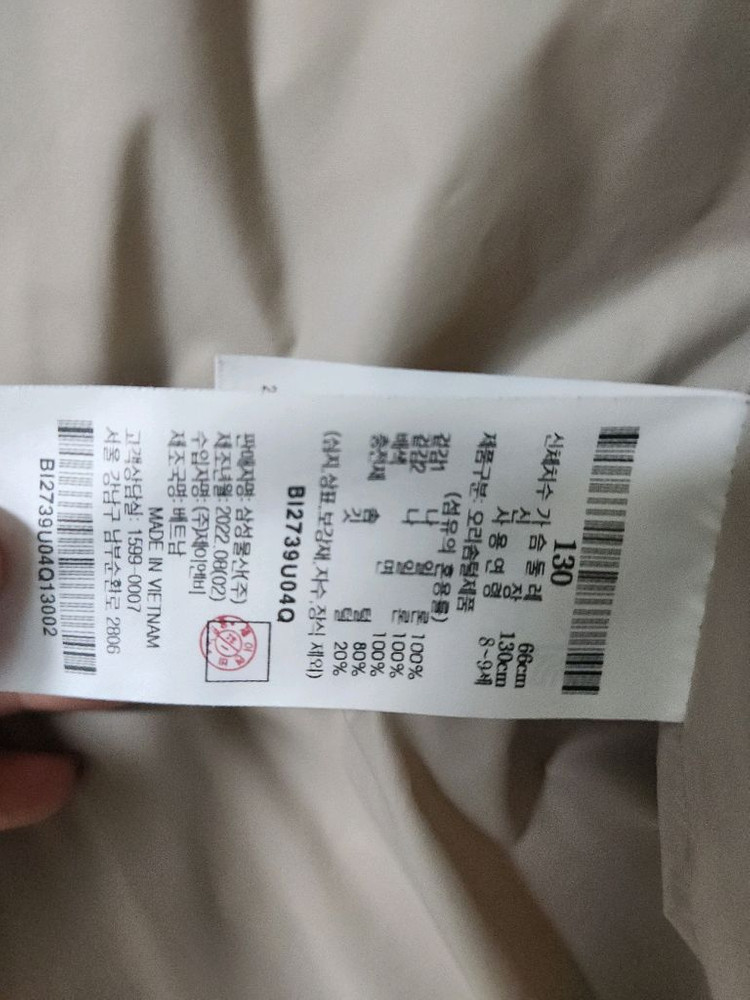 130
신체치수 가 슴 둘 레 66cm
신 장 130cm
사 용 연 령 8~9세
제품구분: 오리솜털제품
(섬유의 혼용률)
겉감1 나 일 론 100%
겉감2 나 일 론 100%
배색 면 100%
충전재 솜 털 80%
깃 털 20%
(심지.상표.보강재.자수.장식 제외)
BI2739U04Q
판매자명: 삼성물산(주)
제조년월: 2022.08(02)
수입자명: (주)제이엔비
제조국명: 베트남
MADE IN VIETNAM
고객상담실: 1599-0007
서울 강남구 남부순환로 2806
BI2739U04Q13002
2